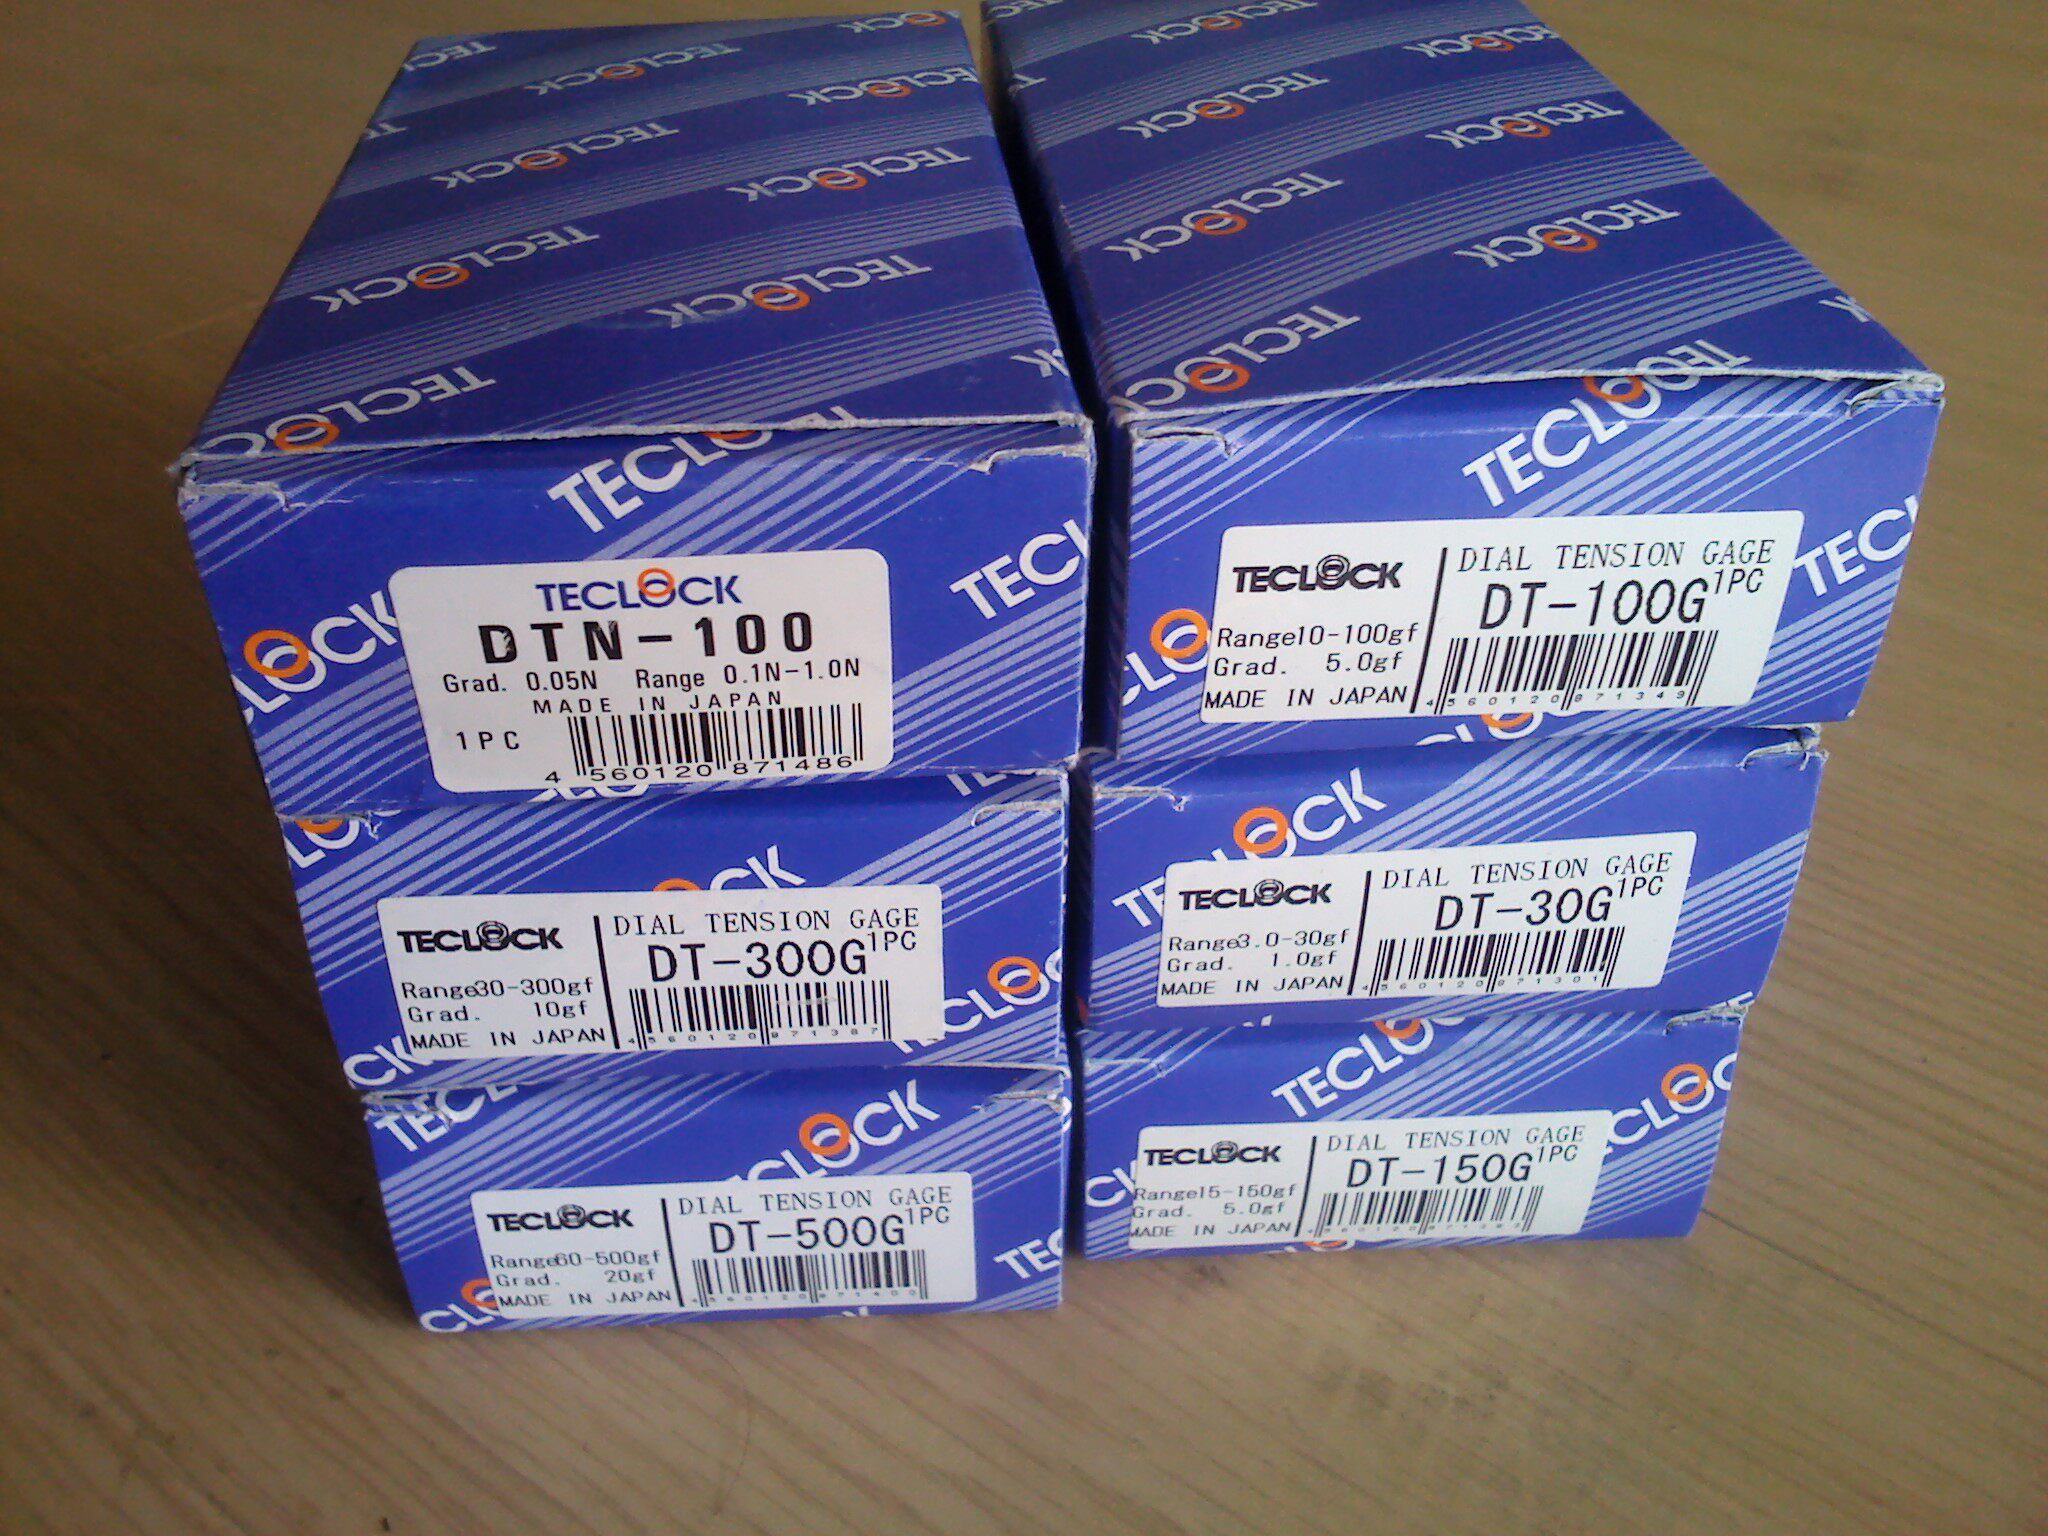 TECLOCK
DTN-100
Grad. 0.05N Range 0.1N-1.0N
MADE IN JAPAN
1PC
4 560120 871486
TECLOCK
DIAL TENSION GAGE
DT-100G 1PC
Range10-100gf
Grad. 5.0gf
MADE IN JAPAN
4560120871349
TECLOCK
DIAL TENSION GAGE
DT-300G 1PC
Range30-300gf
Grad. 10gf
MADE IN JAPAN
4560120871387
TECLOCK
DIAL TENSION GAGE
DT-30G 1PC
Range3.0-30gf
Grad. 1.0gf
MADE IN JAPAN
4560120871301
TECLOCK
DIAL TENSION GAGE
DT-500G 1PC
Range60-500gf
Grad. 20gf
MADE IN JAPAN
4560120871400
TECLOCK
DIAL TENSION GAGE
DT-150G 1PC
Range15-150gf
Grad. 5.0gf
MADE IN JAPAN